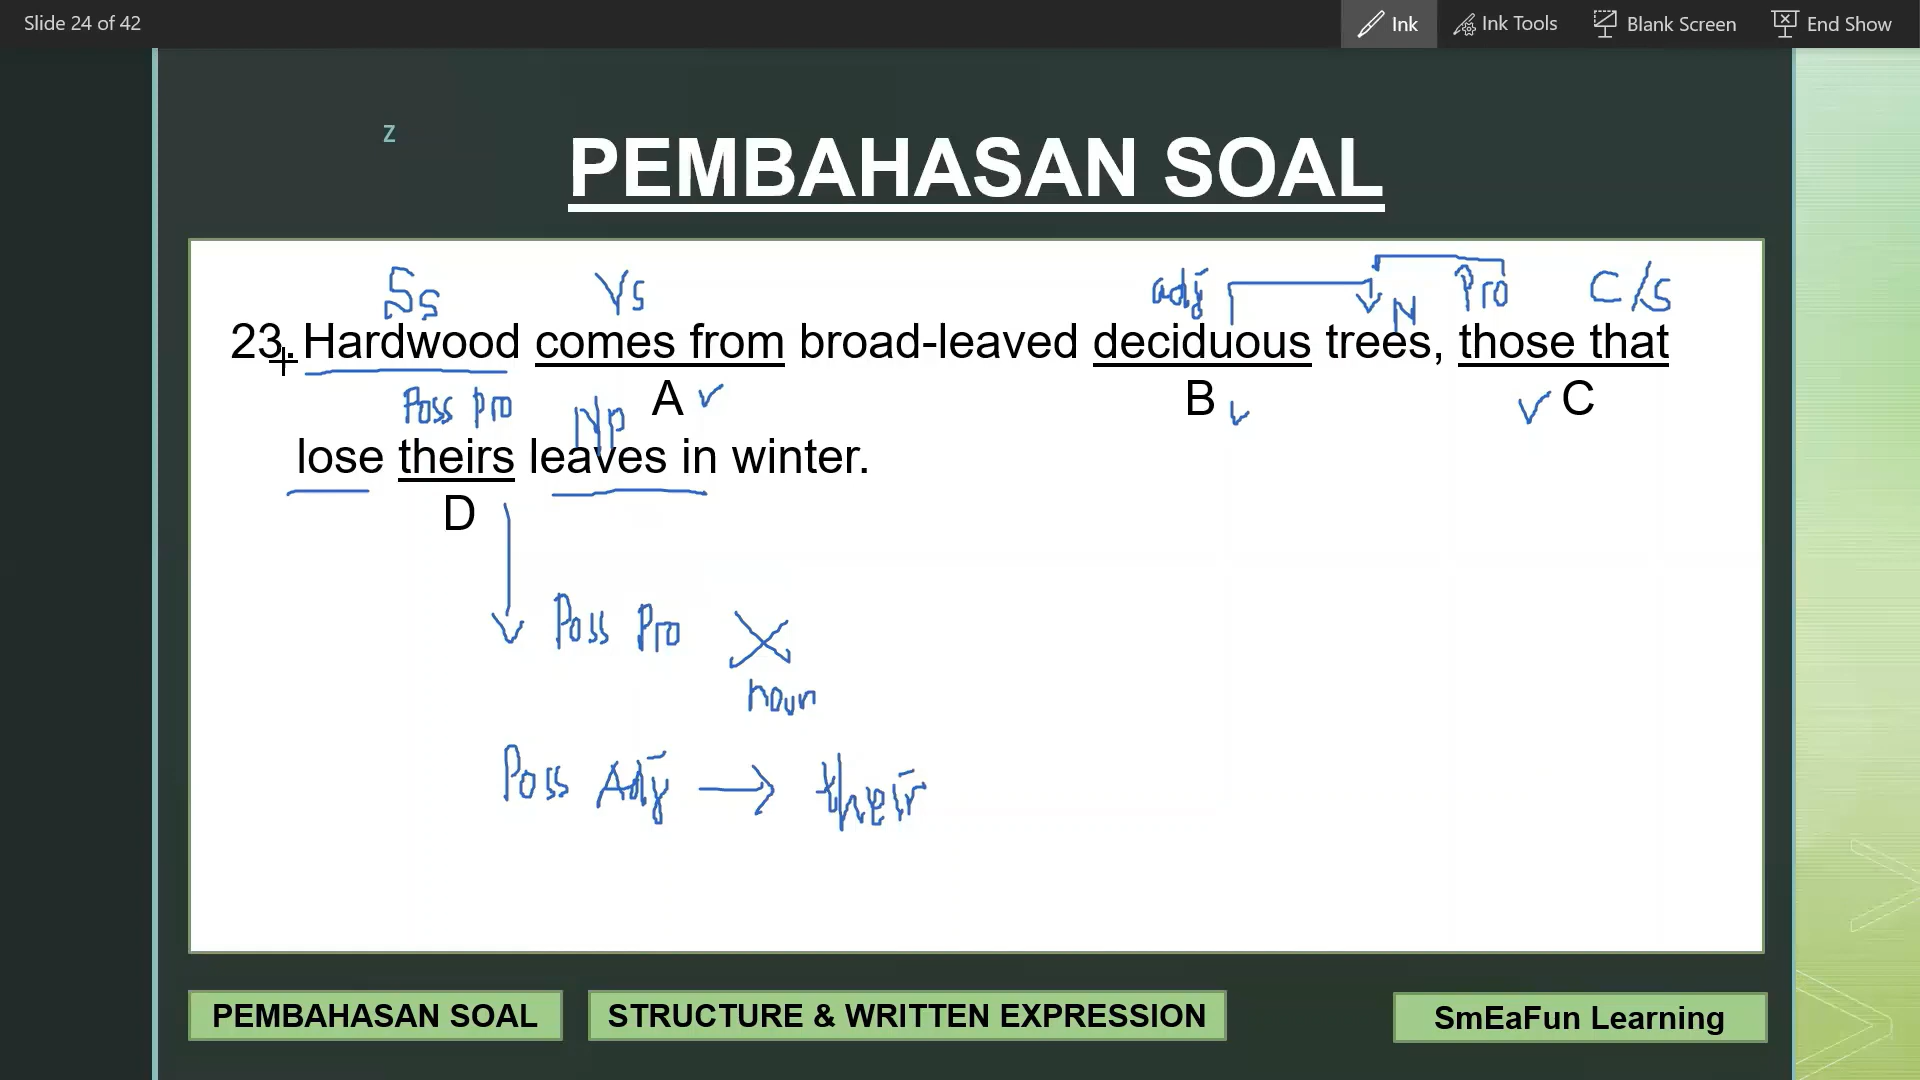 Slide 24 of 42
Ink
Ink Tools
Blank Screen
End Show
z
PEMBAHASAN SOAL
Ss Vs adj N Pro C/S
23. Hardwood comes from broad-leaved deciduous trees, those that
Poss Pro NP A B C
lose theirs leaves in winter.
D
Poss Pro
noun
Poss Adj → their
PEMBAHASAN SOAL
STRUCTURE & WRITTEN EXPRESSION
SmEaFun Learning